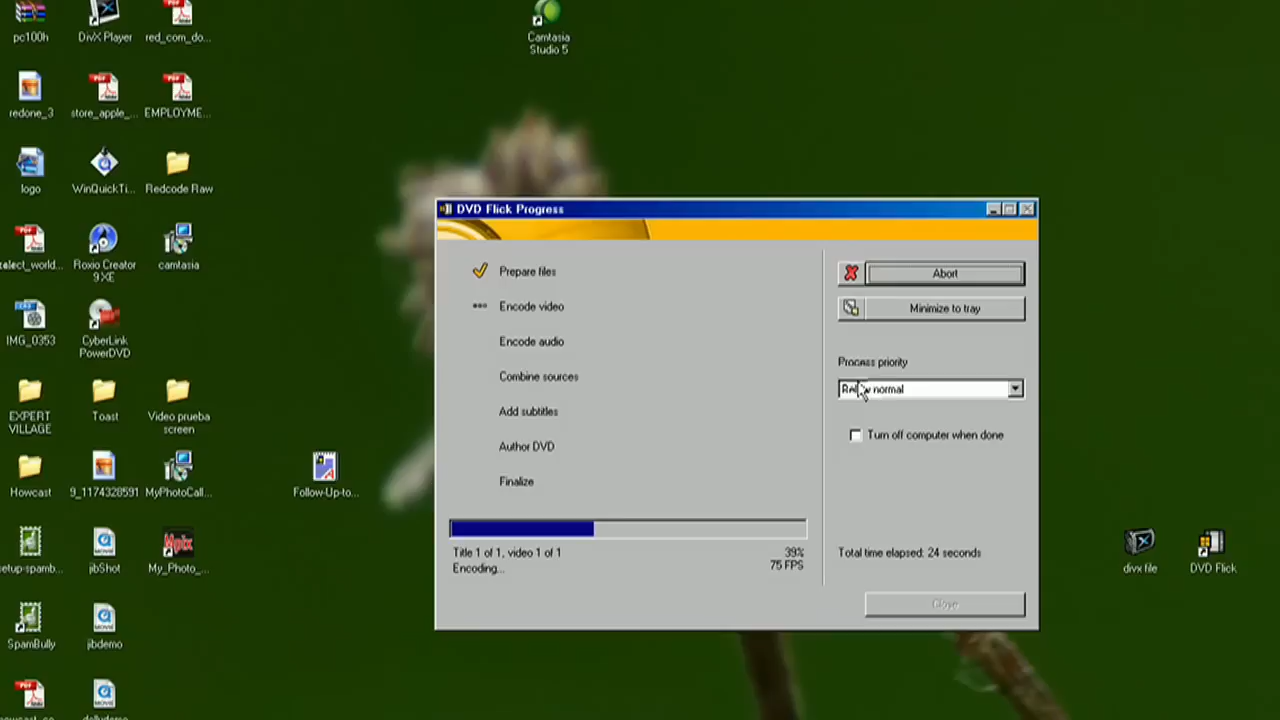 pc100h
DivX Player
red_com_do...
Camtasia
Studio 5
redone_3
store_apple_...
EMPLOYME...
logo
WinQuickTi...
Redcode Raw
Roxio Creator
9 XE
camtasia
IMG_0353
CyberLink
PowerDVD
EXPERT
VILLAGE
Toast
Video prueba
screen
Howcast
9_1174328591
MyPhotoCall...
Follow-Up-to...
jibShot
Mpix
My_Photo_...
SpamBully
jibdemo
DVD Flick Progress
Prepare files
Encode video
Encode audio
Combine sources
Add subtitles
Author DVD
Finalize
Title 1 of 1, video 1 of 1
39%
Encoding...
75 FPS
Abort
Minimize to tray
Process priority
Below normal
Turn off computer when done
Total time elapsed: 24 seconds
Close
divx file
DVD Flick